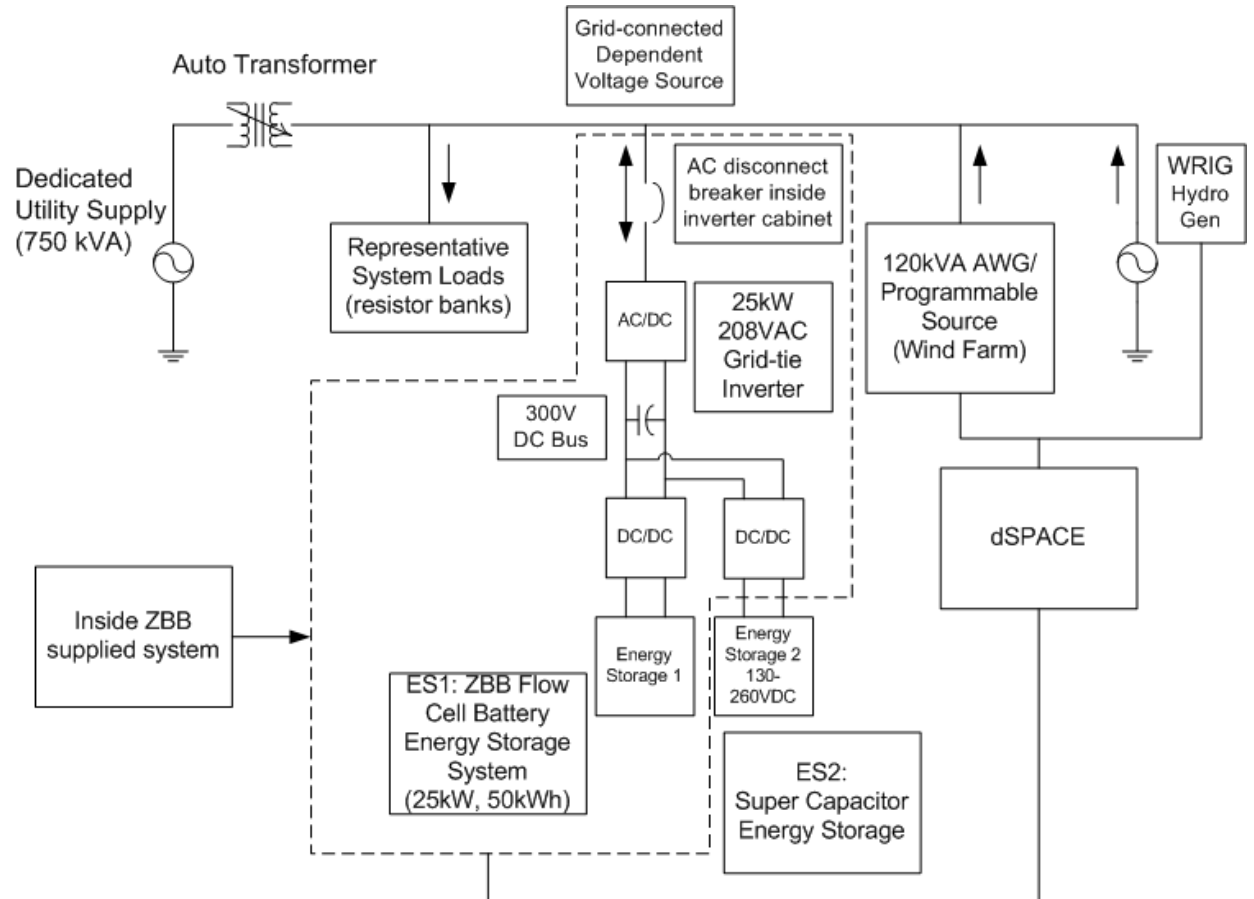 Grid-connected
Dependent
Voltage Source
Auto Transformer
Dedicated
Utility Supply
(750 kVA)
Representative
System Loads
(resistor banks)
AC disconnect
breaker inside
inverter cabinet
WRIG
Hydro
Gen
120kVA AWG/
Programmable
Source
(Wind Farm)
AC/DC
25kW
208VAC
Grid-tie
Inverter
300V
DC Bus
DC/DC
DC/DC
dSPACE
Inside ZBB
supplied system
Energy
Storage 1
Energy
Storage 2
130-
260VDC
ES1: ZBB Flow
Cell Battery
Energy Storage
System
(25kW, 50kWh)
ES2:
Super Capacitor
Energy Storage